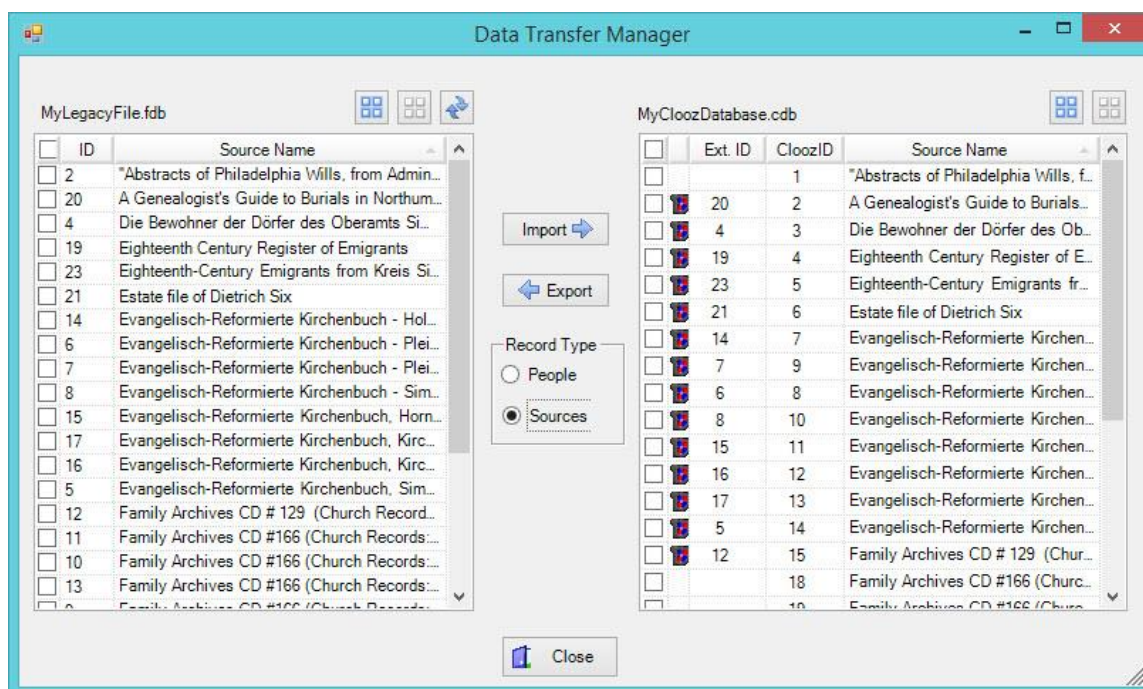 Data Transfer Manager
MyLegacyFile.fdb
ID Source Name
2 "Abstracts of Philadelphia Wills, from Admin...
20 A Genealogist's Guide to Burials in Northum...
4 Die Bewohner der Dörfer des Oberamts Si...
19 Eighteenth Century Register of Emigrants
23 Eighteenth-Century Emigrants from Kreis Si...
21 Estate file of Dietrich Six
14 Evangelisch-Reformierte Kirchenbuch - Hol...
6 Evangelisch-Reformierte Kirchenbuch - Plei...
7 Evangelisch-Reformierte Kirchenbuch - Plei...
8 Evangelisch-Reformierte Kirchenbuch - Sim...
15 Evangelisch-Reformierte Kirchenbuch, Horn...
17 Evangelisch-Reformierte Kirchenbuch, Kirc...
16 Evangelisch-Reformierte Kirchenbuch, Kirc...
5 Evangelisch-Reformierte Kirchenbuch, Sim...
12 Family Archives CD # 129 (Church Record...
11 Family Archives CD #166 (Church Records:...
10 Family Archives CD #166 (Church Records:...
13 Family Archives CD #166 (Church Records:...
Import
Export
Record Type
People
Sources
MyCloozDatabase.cdb
Ext. ID CloozID Source Name
1 "Abstracts of Philadelphia Wills, f...
20 2 A Genealogist's Guide to Burials...
4 3 Die Bewohner der Dörfer des Ob...
19 4 Eighteenth Century Register of E...
23 5 Eighteenth-Century Emigrants fr...
21 6 Estate file of Dietrich Six
14 7 Evangelisch-Reformierte Kirchen...
7 9 Evangelisch-Reformierte Kirchen...
6 8 Evangelisch-Reformierte Kirchen...
8 10 Evangelisch-Reformierte Kirchen...
15 11 Evangelisch-Reformierte Kirchen...
16 12 Evangelisch-Reformierte Kirchen...
17 13 Evangelisch-Reformierte Kirchen...
5 14 Evangelisch-Reformierte Kirchen...
12 15 Family Archives CD # 129 (Chur...
18 Family Archives CD #166 (Churc...
Close